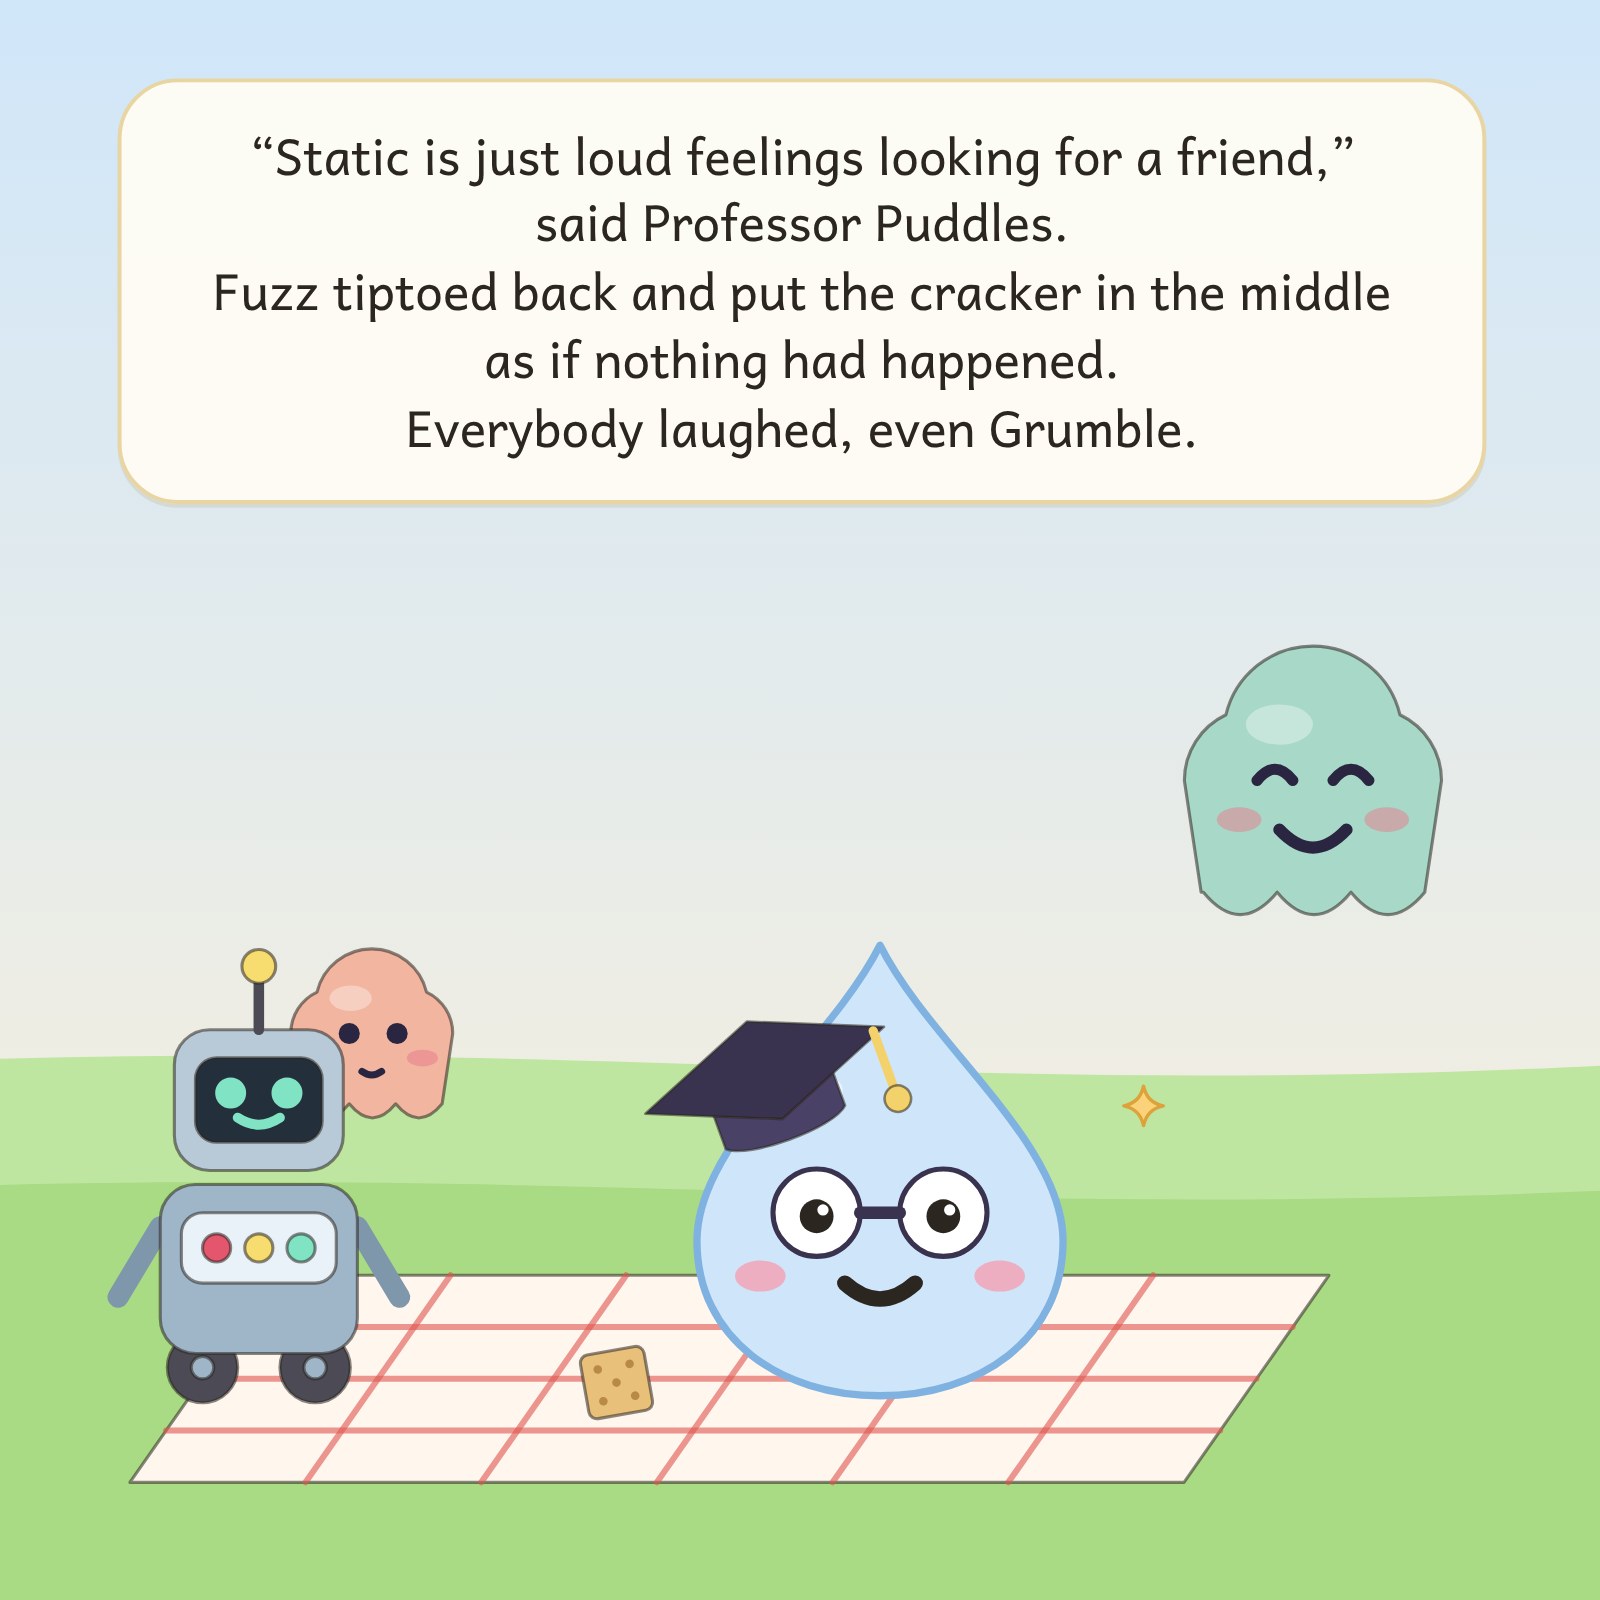 “Static is just loud feelings looking for a friend,”
said Professor Puddles.
Fuzz tiptoed back and put the cracker in the middle
as if nothing had happened.
Everybody laughed, even Grumble.